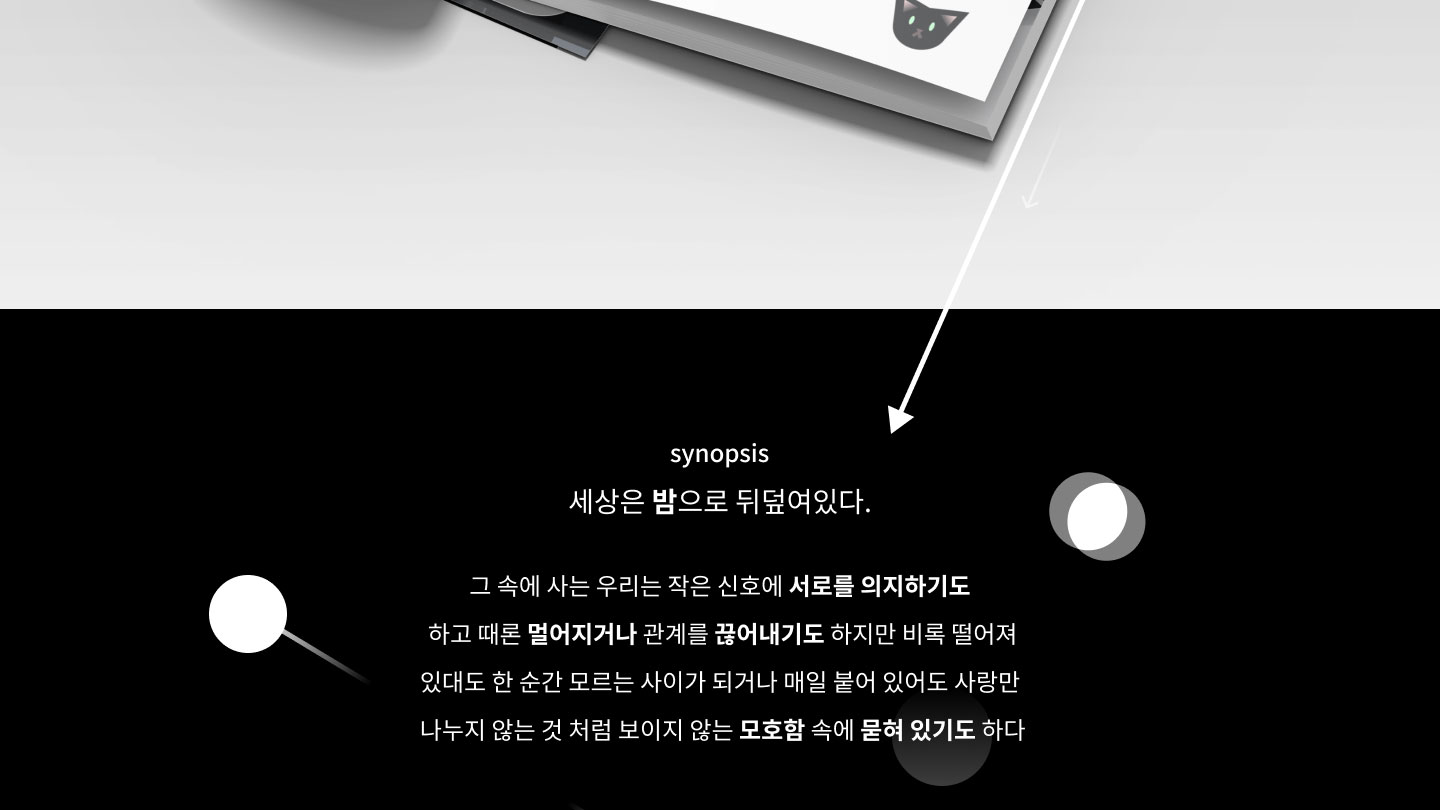 synopsis
세상은 밤으로 뒤덮여있다.
그 속에 사는 우리는 작은 신호에 서로를 의지하기도
하고 때론 멀어지거나 관계를 끊어내기도 하지만 비록 떨어져
있대도 한 순간 모르는 사이가 되거나 매일 붙어 있어도 사랑만
나누지 않는 것 처럼 보이지 않는 모호함 속에 묻혀 있기도 하다